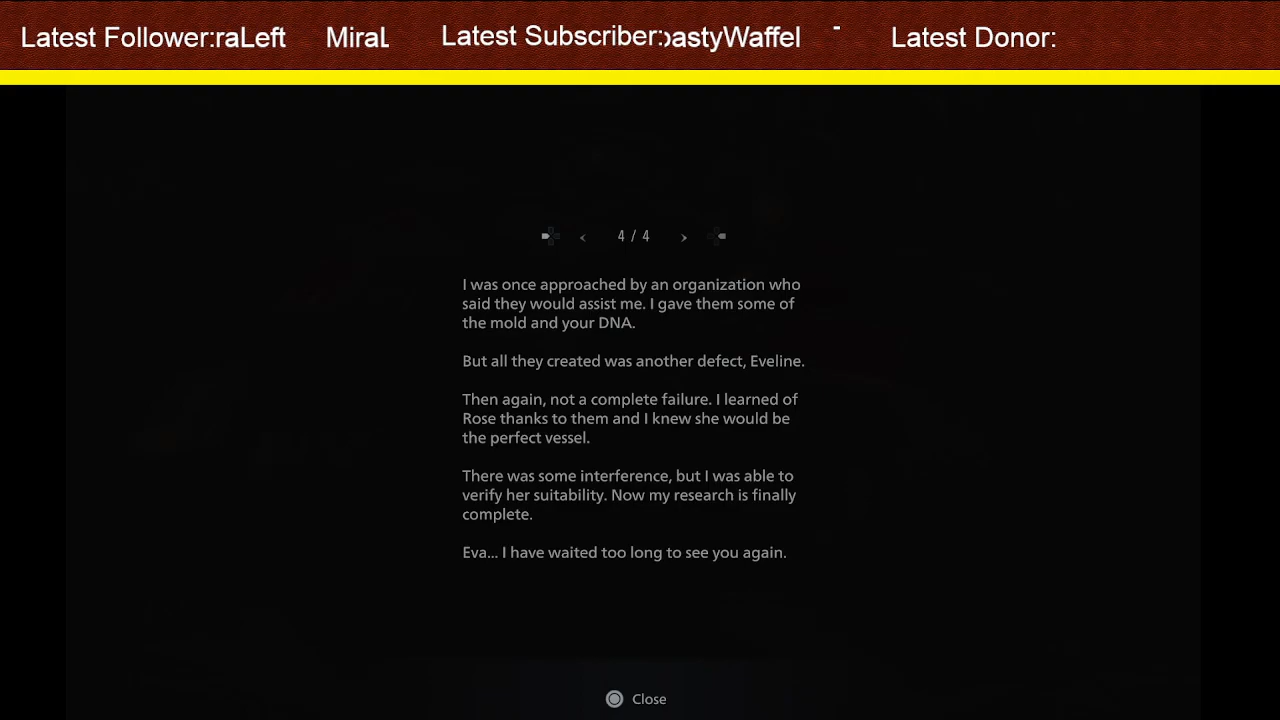 Latest Follower:raLeft MiraL Latest Subscriber:astyWaffel Latest Donor:
4 / 4
I was once approached by an organization who
said they would assist me. I gave them some of
the mold and your DNA.
But all they created was another defect, Eveline.
Then again, not a complete failure. I learned of
Rose thanks to them and I knew she would be
the perfect vessel.
There was some interference, but I was able to
verify her suitability. Now my research is finally
complete.
Eva... I have waited too long to see you again.
Close